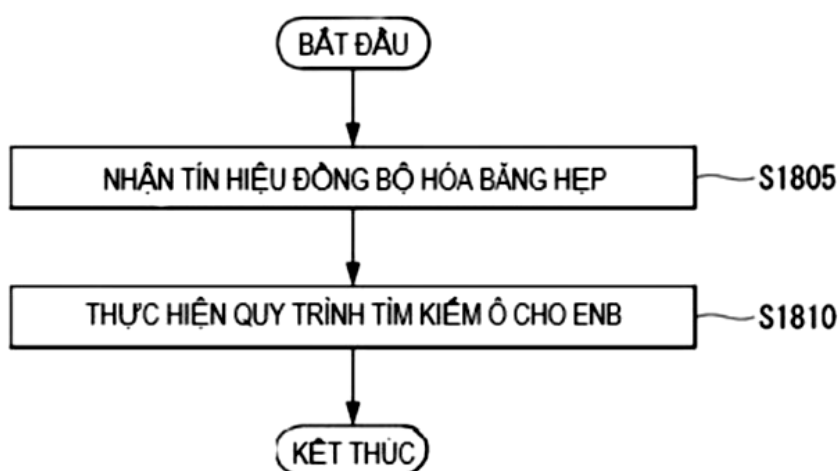 BẮT ĐẦU
NHẬN TÍN HIỆU ĐỒNG BỘ HÓA BĂNG HẸP
S1805
THỰC HIỆN QUY TRÌNH TÌM KIẾM Ô CHO ENB
S1810
KẾT THÚC